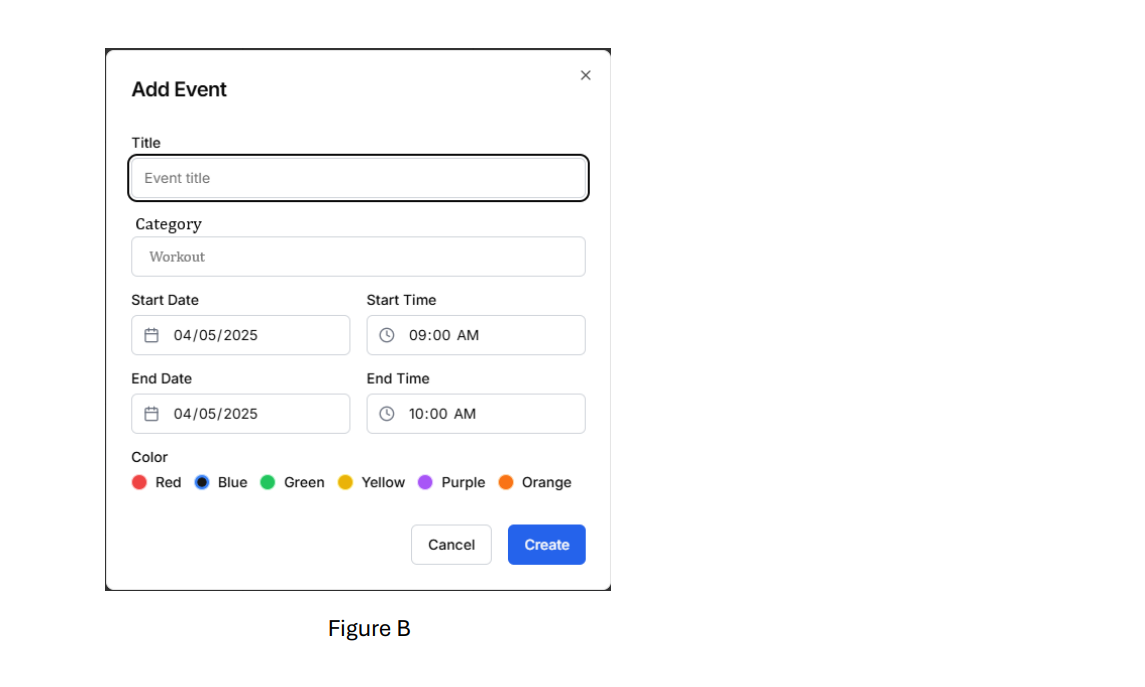 Add Event
Title
Event title
Category
Workout
Start Date Start Time
04/05/2025 09:00 AM
End Date End Time
04/05/2025 10:00 AM
Color
Red Blue Green Yellow Purple Orange
Cancel Create
Figure B